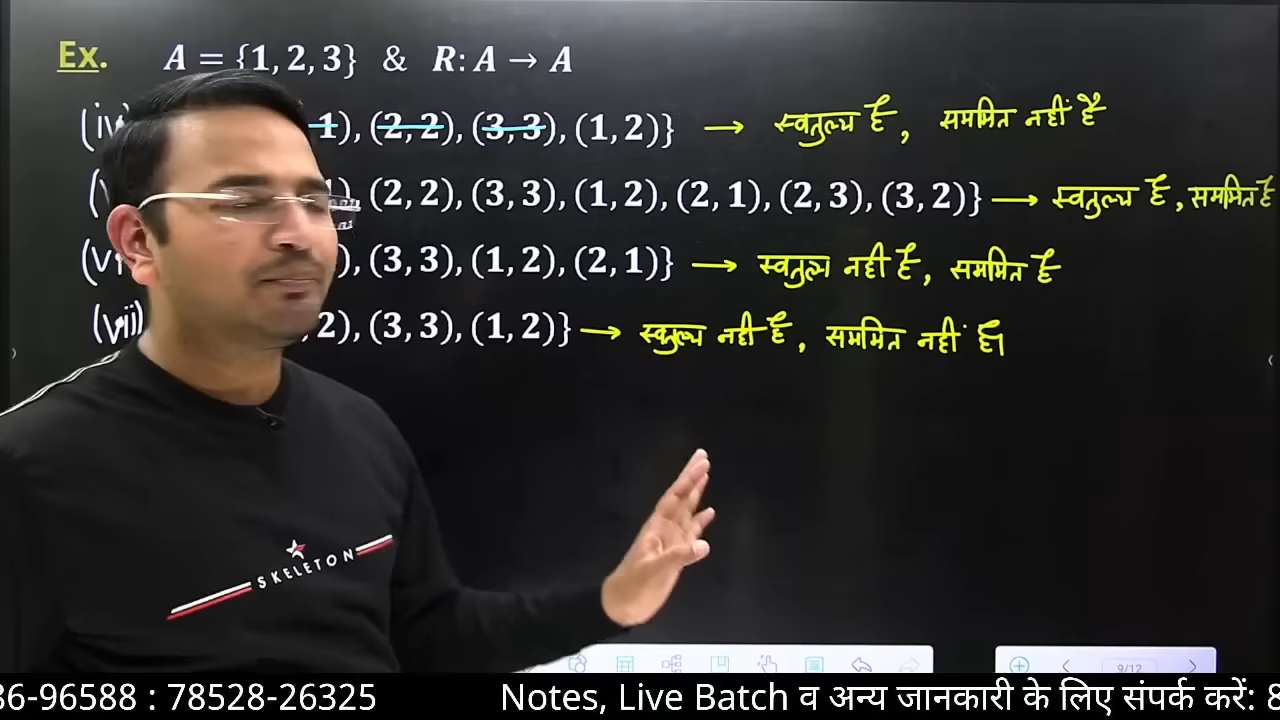 Ex. A = {1, 2, 3} & R: A → A
(iv) 1), (2, 2), (3, 3), (1, 2)} → स्वतुल्य है, सममित नहीं है
1), (2, 2), (3, 3), (1, 2), (2, 1), (2, 3), (3, 2)} → स्वतुल्य है, सममित है
), (3, 3), (1, 2), (2, 1)} → स्वतुल्य नहीं है, सममित है
(vii) 2), (3, 3), (1, 2)} → स्वतुल्य नहीं है, सममित नहीं है।
SKELETON
9/12
36-96588 : 78528-26325 Notes, Live Batch व अन्य जानकारी के लिए संपर्क करें: 8